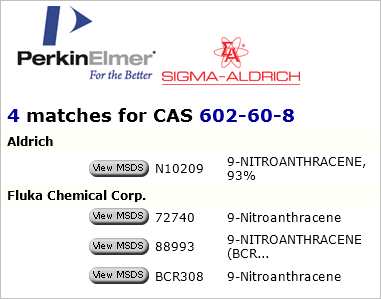 PerkinElmer
For the Better
SIGMA-ALDRICH
4 matches for CAS 602-60-8
Aldrich
View MSDS N10209 9-NITROANTHRACENE,
93%
Fluka Chemical Corp.
View MSDS 72740 9-Nitroanthracene
View MSDS 88993 9-NITROANTHRACENE
(BCR...
View MSDS BCR308 9-Nitroanthracene